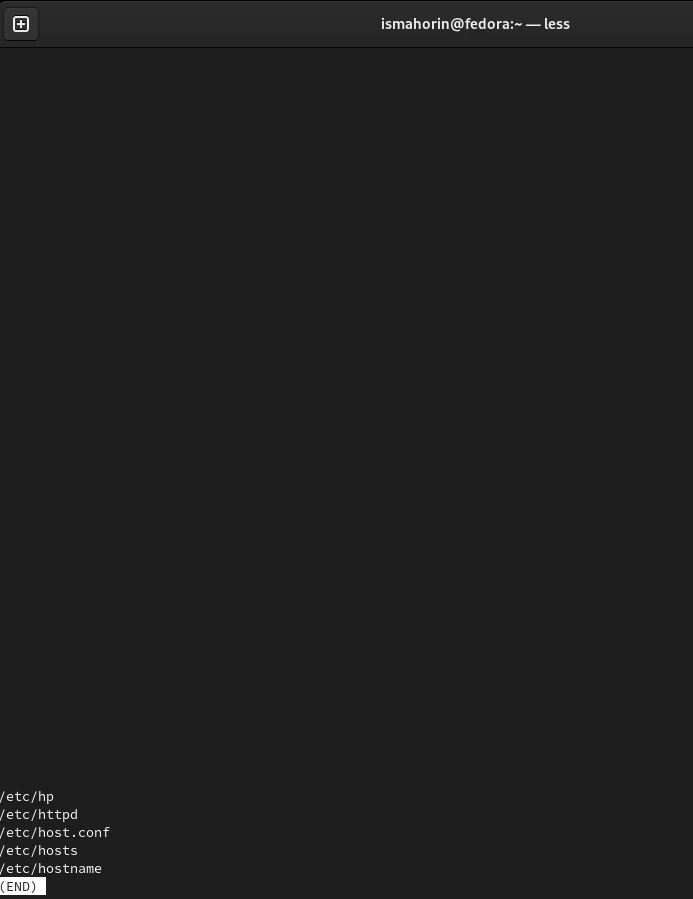 ismahorin@fedora:~ — less
/etc/hp
/etc/httpd
/etc/host.conf
/etc/hosts
/etc/hostname
(END)